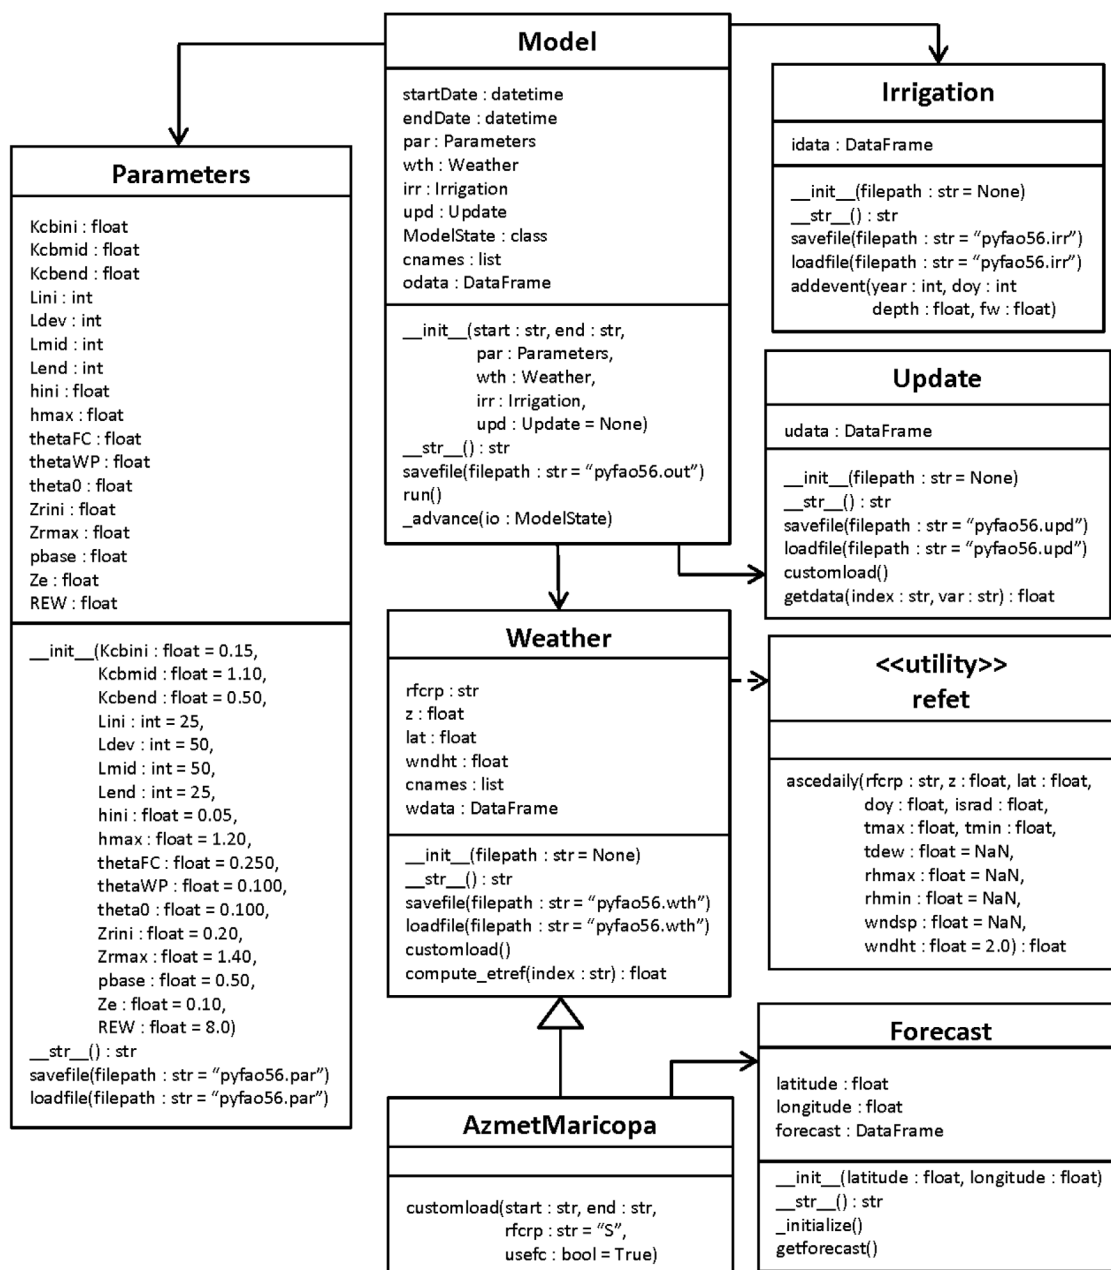 Model
startDate : datetime
endDate : datetime
par : Parameters
wth : Weather
irr : Irrigation
upd : Update
ModelState : class
cnames : list
odata : DataFrame
__init__(start : str, end : str,
par : Parameters,
wth : Weather,
irr : Irrigation,
upd : Update = None)
__str__() : str
savefile(filepath : str = “pyfao56.out”)
run()
_advance(io : ModelState)
Irrigation
idata : DataFrame
__init__(filepath : str = None)
__str__() : str
savefile(filepath : str = “pyfao56.irr”)
loadfile(filepath : str = “pyfao56.irr”)
addevent(year : int, doy : int
depth : float, fw : float)
Parameters
Kcbini : float
Kcbmid : float
Kcbend : float
Lini : int
Ldev : int
Lmid : int
Lend : int
hini : float
hmax : float
thetaFC : float
thetaWP : float
theta0 : float
Zrini : float
Zrmax : float
pbase : float
Ze : float
REW : float
__init__(Kcbini : float = 0.15,
Kcbmid : float = 1.10,
Kcbend : float = 0.50,
Lini : int = 25,
Ldev : int = 50,
Lmid : int = 50,
Lend : int = 25,
hini : float = 0.05,
hmax : float = 1.20,
thetaFC : float = 0.250,
thetaWP : float = 0.100,
theta0 : float = 0.100,
Zrini : float = 0.20,
Zrmax : float = 1.40,
pbase : float = 0.50,
Ze : float = 0.10,
REW : float = 8.0)
__str__() : str
savefile(filepath : str = “pyfao56.par”)
loadfile(filepath : str = “pyfao56.par”)
Update
udata : DataFrame
__init__(filepath : str = None)
__str__() : str
savefile(filepath : str = “pyfao56.upd”)
loadfile(filepath : str = “pyfao56.upd”)
customload()
getdata(index : str, var : str) : float
Weather
rfcrp : str
z : float
lat : float
wndht : float
cnames : list
wdata : DataFrame
__init__(filepath : str = None)
__str__() : str
savefile(filepath : str = “pyfao56.wth”)
loadfile(filepath : str = “pyfao56.wth”)
customload()
compute_etref(index : str) : float
<<utility>>
refet
ascedaily(rfcrp : str, z : float, lat : float,
doy : float, israd : float,
tmax : float, tmin : float,
tdew : float = NaN,
rhmax : float = NaN,
rhmin : float = NaN,
wndsp : float = NaN,
wndht : float = 2.0) : float
AzmetMaricopa
customload(start : str, end : str,
rfcrp : str = “S”,
usefc : bool = True)
Forecast
latitude : float
longitude : float
forecast : DataFrame
__init__(latitude : float, longitude : float)
__str__() : str
_initialize()
getforecast()